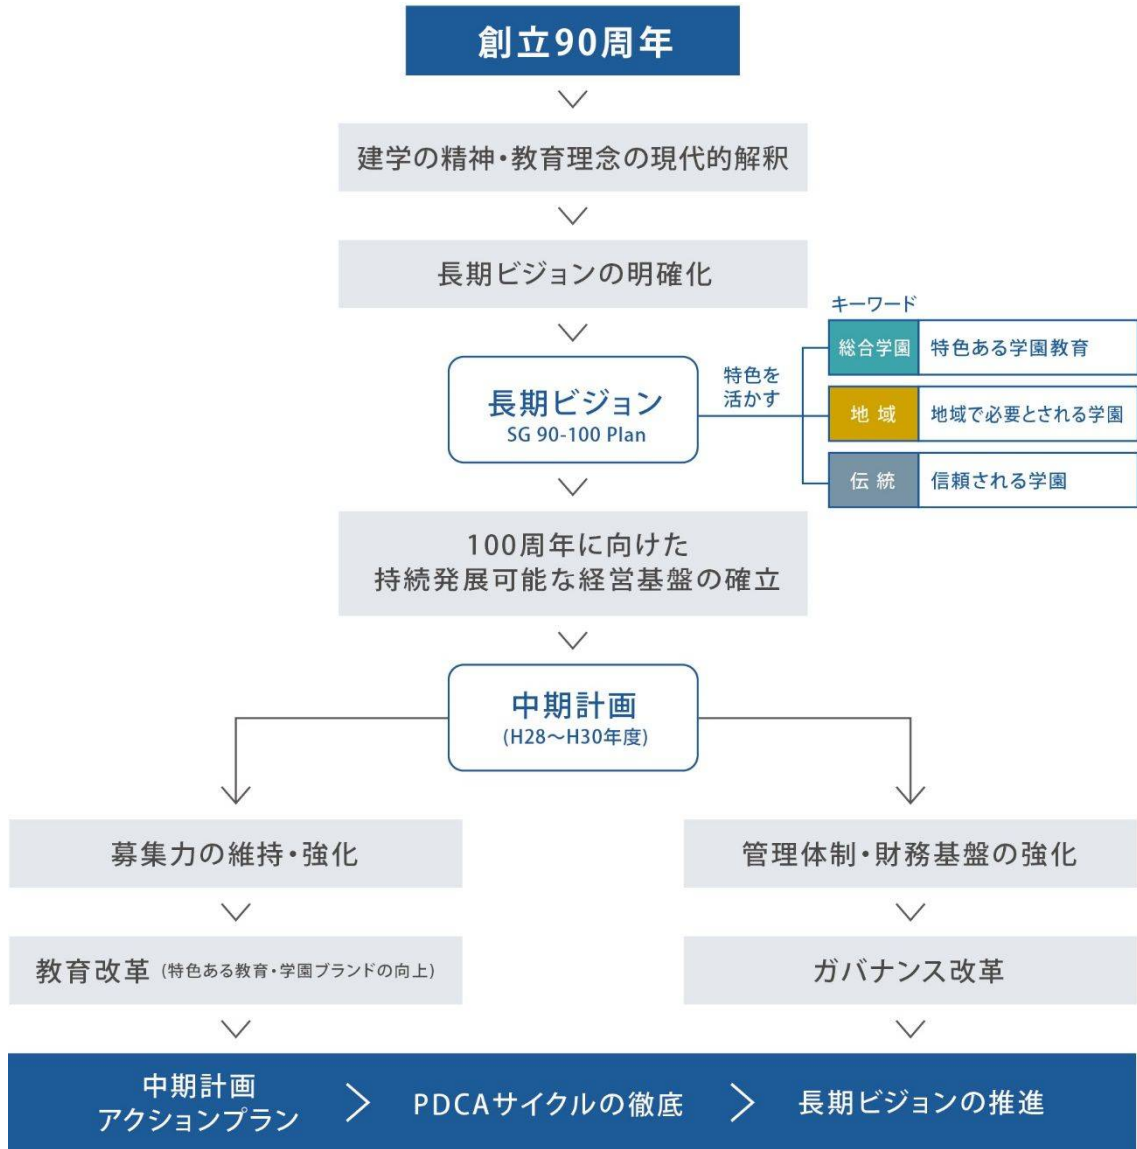 創立90周年
建学の精神・教育理念の現代的解釈
長期ビジョンの明確化
長期ビジョン
SG 90-100 Plan
特色を
活かす
キーワード
総合学園 特色ある学園教育
地域 地域で必要とされる学園
伝統 信頼される学園
100周年に向けた
持続発展可能な経営基盤の確立
中期計画
(H28～H30年度)
募集力の維持・強化
管理体制・財務基盤の強化
教育改革 (特色ある教育・学園ブランドの向上)
ガバナンス改革
中期計画
アクションプラン
PDCAサイクルの徹底
長期ビジョンの推進